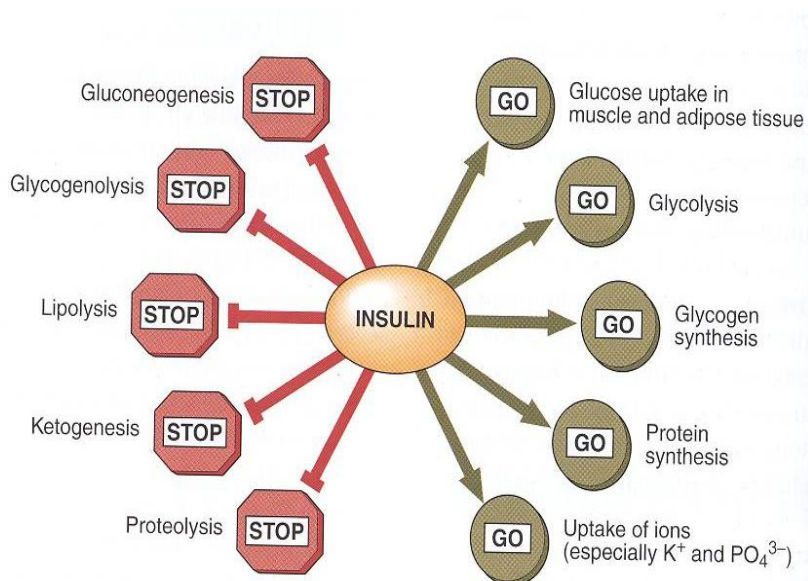 Gluconeogenesis
STOP
GO
Glucose uptake in
muscle and adipose tissue
Glycogenolysis
STOP
GO
Glycolysis
Lipolysis
STOP
INSULIN
GO
Glycogen
synthesis
Ketogenesis
STOP
GO
Protein
synthesis
Proteolysis
STOP
GO
Uptake of ions
(especially K⁺ and PO₄³⁻)